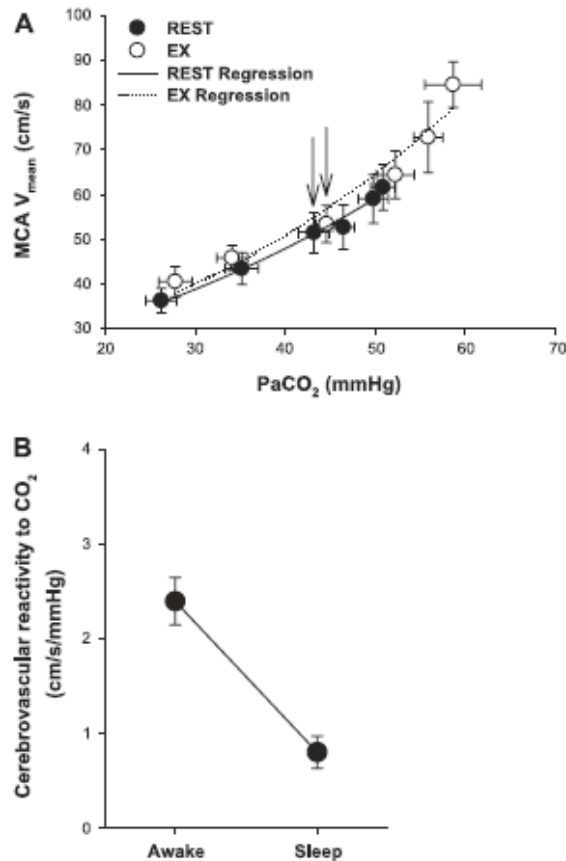 A
REST
EX
REST Regression
EX Regression
100
90
80
70
60
50
40
30
MCA Vmean (cm/s)
20 30 40 50 60 70
PaCO2 (mmHg)
B
Cerebrovascular reactivity to CO2
(cm/s/mmHg)
4
3
2
1
0
Awake Sleep